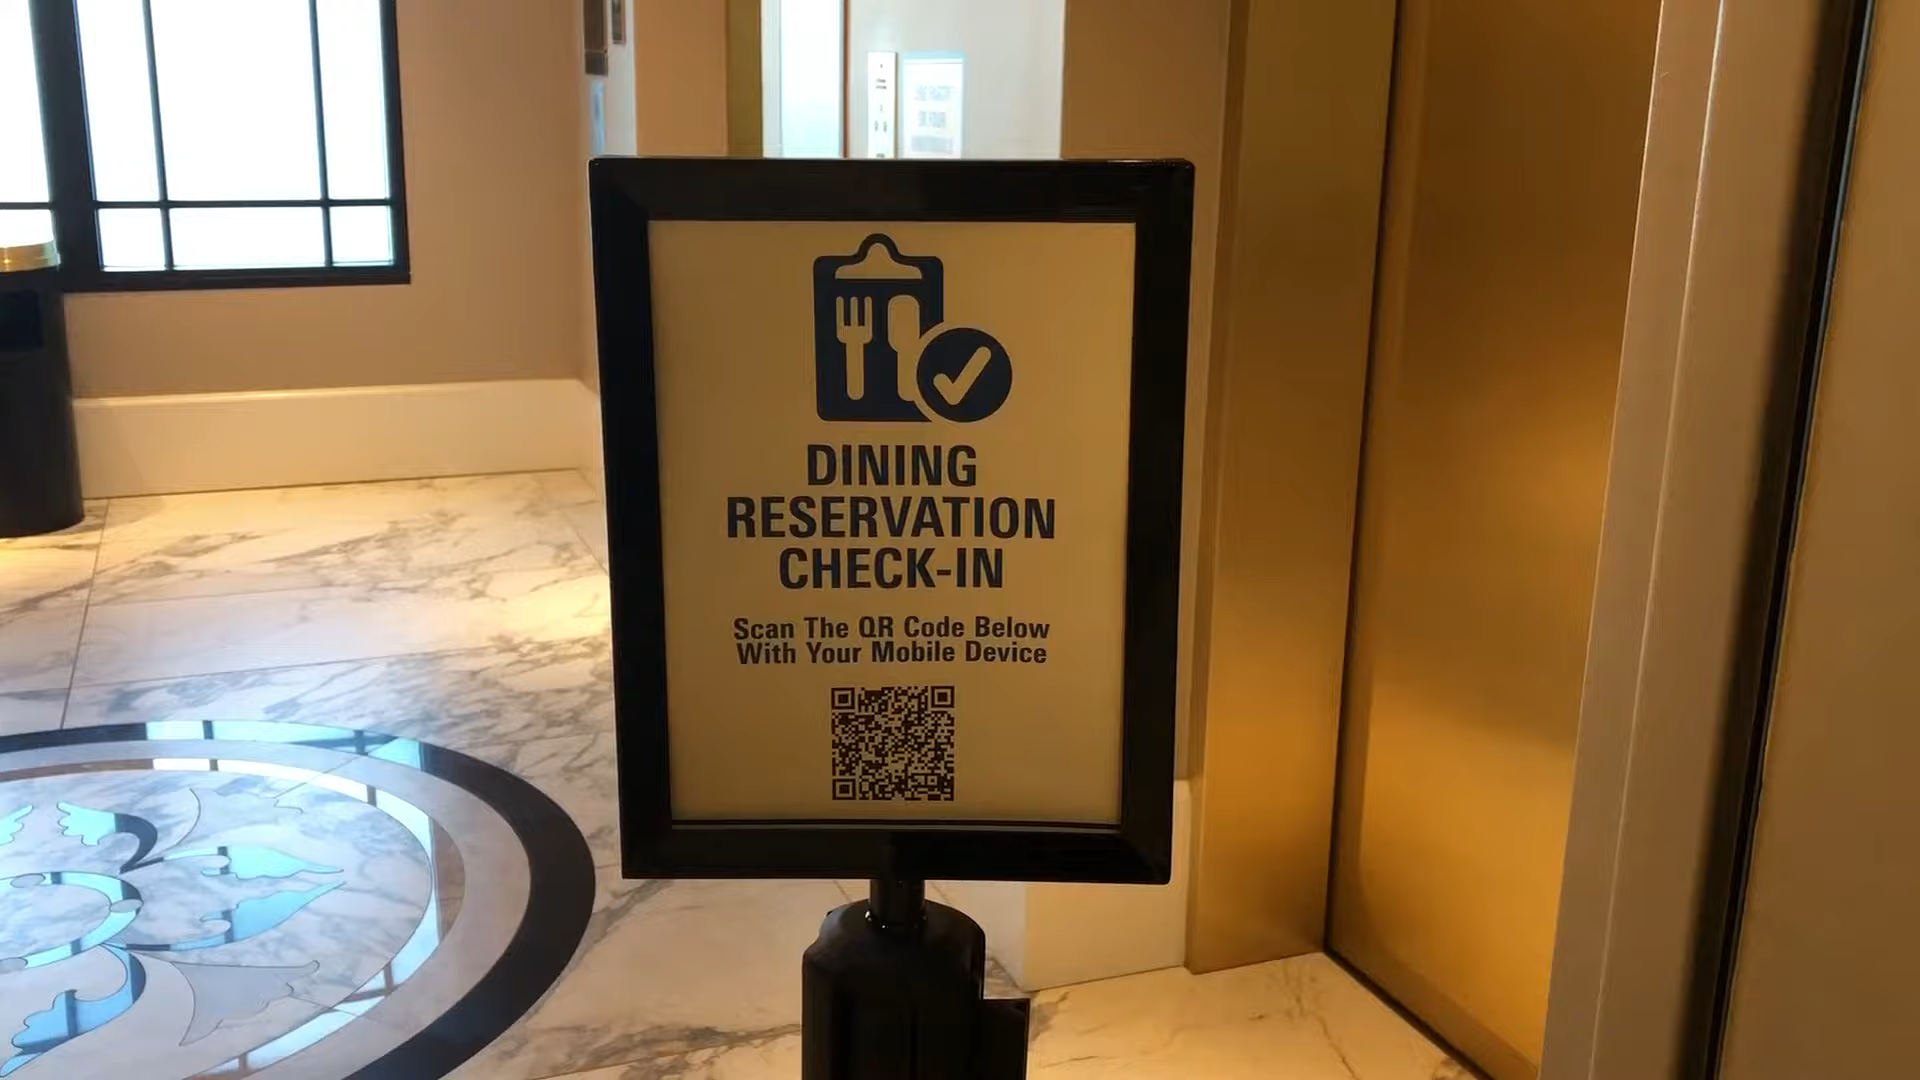 DINING
RESERVATION
CHECK-IN
Scan The QR Code Below
With Your Mobile Device